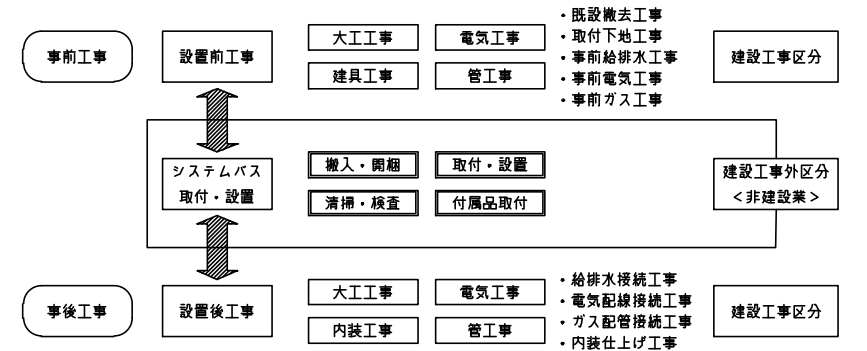 事前工事
設置前工事
大工工事
電気工事
建具工事
管工事
・既設撤去工事
・取付下地工事
・事前給排水工事
・事前電気工事
・事前ガス工事
建設工事区分
システムバス
取付・設置
搬入・開梱
取付・設置
清掃・検査
付属品取付
建設工事外区分
<非建設業>
事後工事
設置後工事
大工工事
電気工事
内装工事
管工事
・給排水接続工事
・電気配線接続工事
・ガス配管接続工事
・内装仕上げ工事
建設工事区分